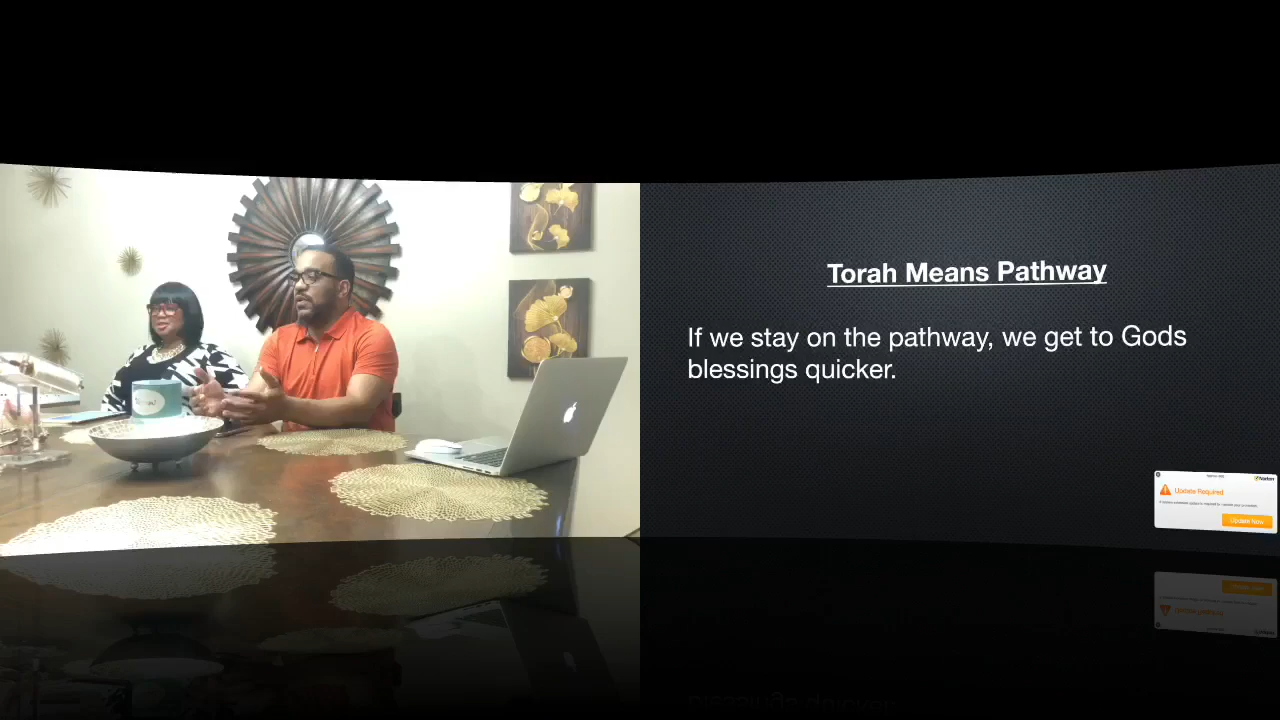 Torah Means Pathway
If we stay on the pathway, we get to Gods
blessings quicker.
Norton
Update Required
Update Now